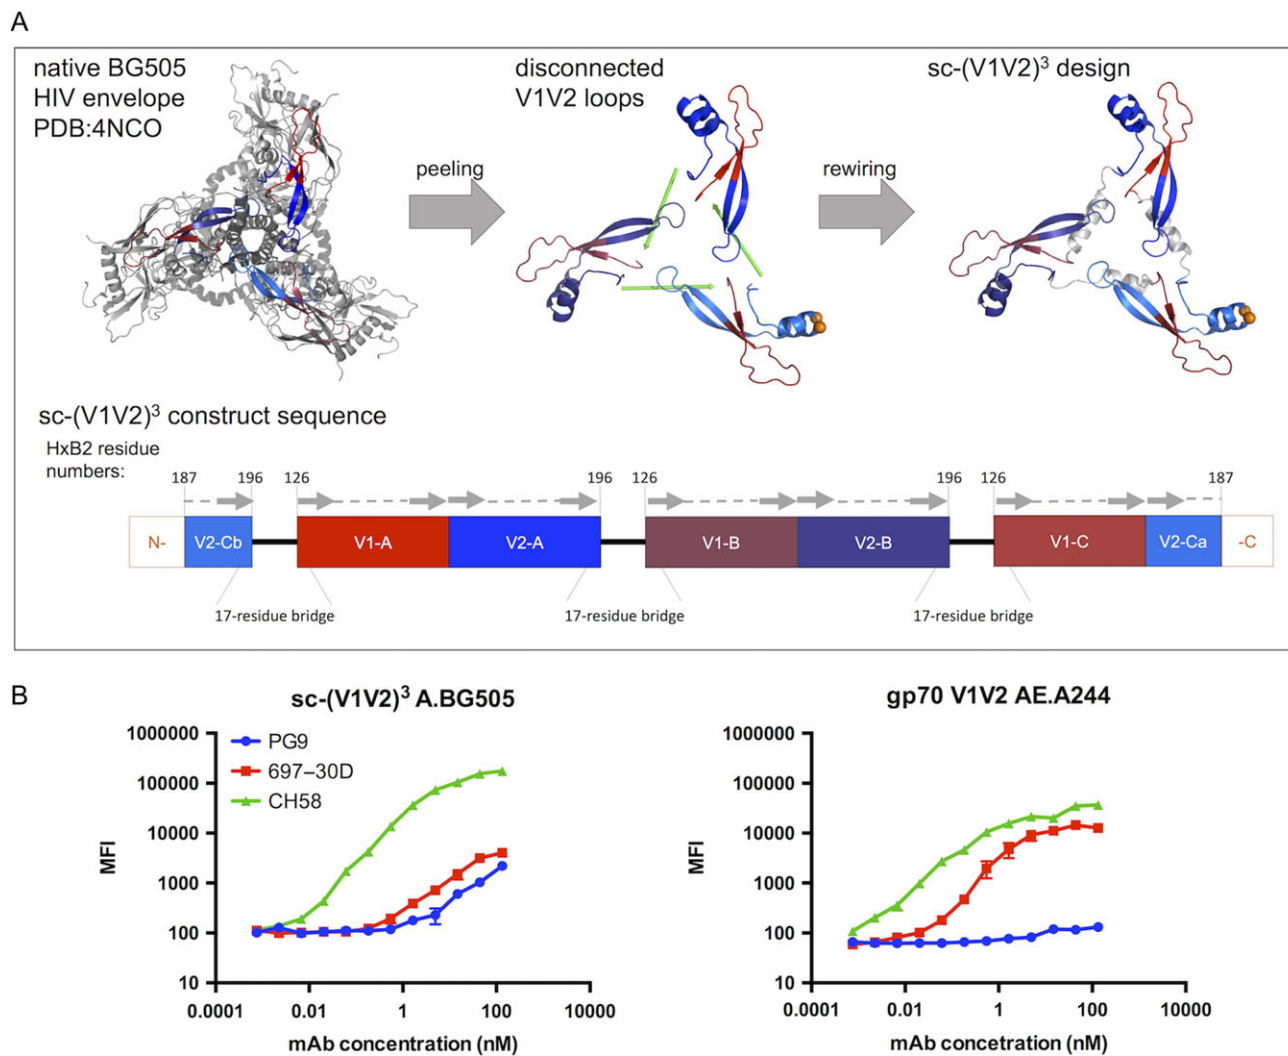 A
native BG505
HIV envelope
PDB:4NCO
peeling
disconnected
V1V2 loops
rewiring
sc-(V1V2)³ design
sc-(V1V2)³ construct sequence
HxB2 residue
numbers:
187 196 126 196 126 196 126 187
N- V2-Cb V1-A V2-A V1-B V2-B V1-C V2-Ca -C
17-residue bridge 17-residue bridge 17-residue bridge
B
sc-(V1V2)³ A.BG505
1000000
100000
10000
1000
100
10
MFI
PG9
697–30D
CH58
0.0001 0.01 1 100 10000
mAb concentration (nM)
gp70 V1V2 AE.A244
1000000
100000
10000
1000
100
10
MFI
0.0001 0.01 1 100 10000
mAb concetration (nM)